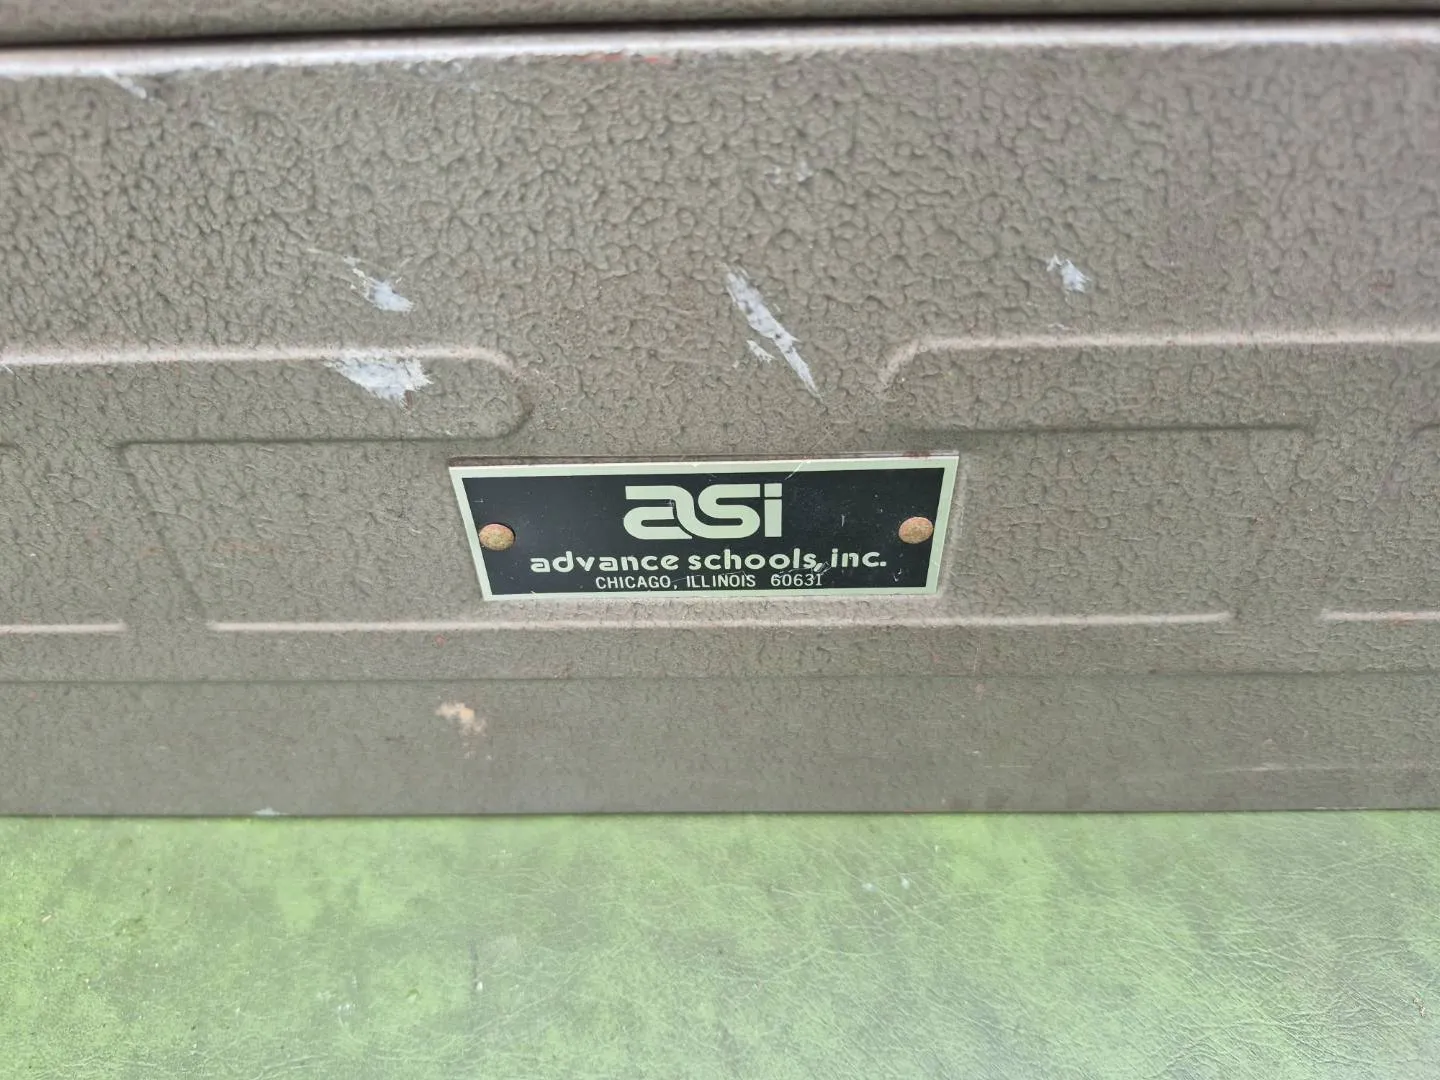 asi
advance schools, inc.
CHICAGO, ILLINOIS 60631